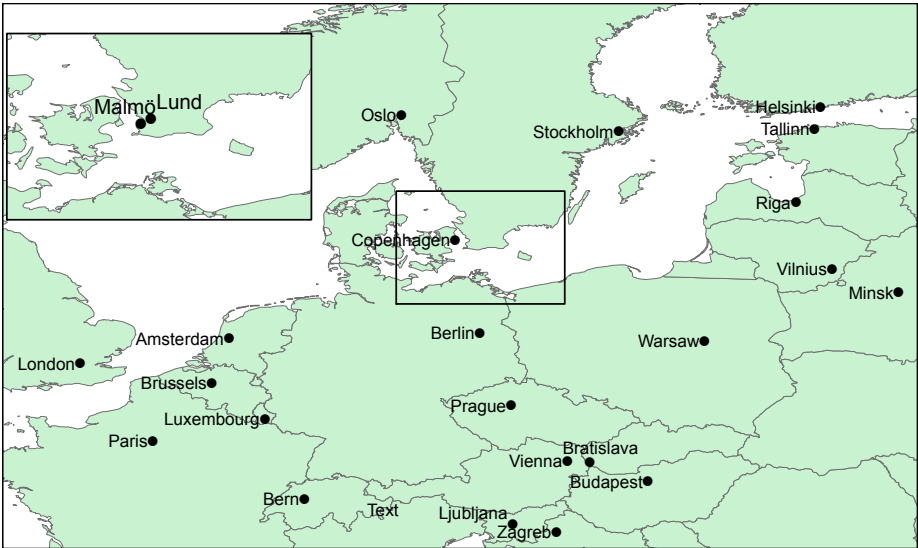 Malmö Lund
Oslo
Helsinki
Stockholm
Tallinn
Riga
Copenhagen
Vilnius
Minsk
Amsterdam
Berlin
Warsaw
London
Brussels
Prague
Luxembourg
Paris
Bratislava
Vienna
Budapest
Bern
Text
Ljubljana
Zagreb